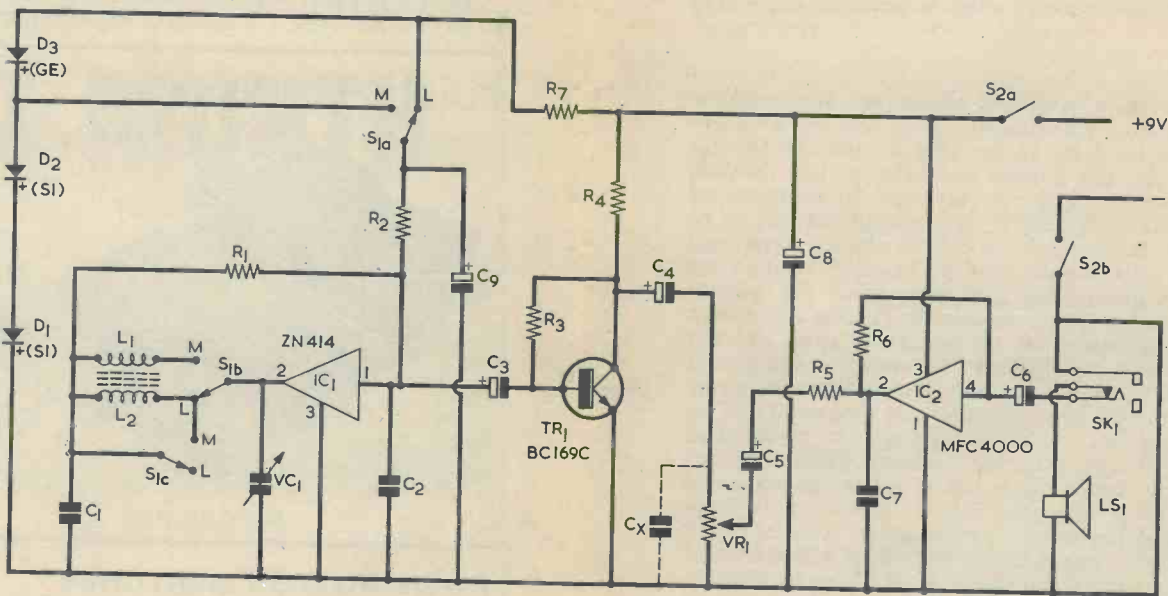 D3
+(GE)
M
L
S1a
R7
S2a
+9V
D2
+(SI)
R2
R4
−
R1
+
C9
C4
+
+
C8
S2b
R3
R6
D1
+(SI)
L1
M
S1b
ZN414
2
IC1
1
3
C3
+
R5
2
IC2
3
4
C6
+
L2
L
M
TR1
BC169C
+
C5
1
MFC4000
SK1
S1c
L
VC1
C2
C7
LS1
C1
CX
VR1